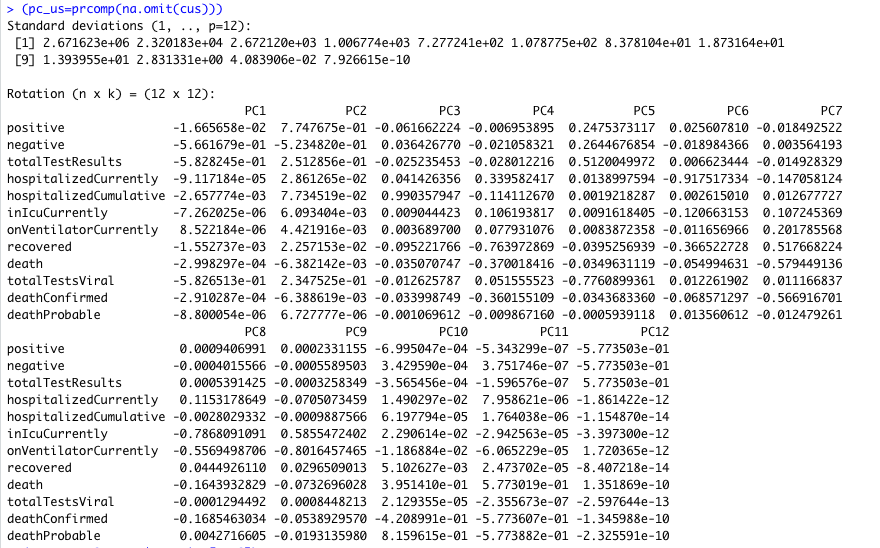 > (pc_us=prcomp(na.omit(cus)))
Standard deviations (1, .., p=12):
 [1] 2.671623e+06 2.320183e+04 2.672120e+03 1.006774e+03 7.277241e+02 1.078775e+02 8.378104e+01 1.873164e+01
 [9] 1.393955e+01 2.831331e+00 4.083906e-02 7.926615e-10

Rotation (n x k) = (12 x 12):
                                PC1           PC2          PC3          PC4           PC5          PC6          PC7
positive              -1.665658e-02  7.747675e-01 -0.061662224 -0.006953895  0.2475373117  0.025607810 -0.018492522
negative              -5.661679e-01 -5.234820e-01  0.036426770 -0.021058321  0.2644676854 -0.018984366  0.003564193
totalTestResults      -5.828245e-01  2.512856e-01 -0.025235453 -0.028012216  0.5120049972  0.006623444 -0.014928329
hospitalizedCurrently -9.117184e-05  2.861265e-02  0.041426356  0.339582417  0.0138997594 -0.917517334 -0.147058124
hospitalizedCumulative -2.657774e-03  7.734519e-02  0.990357947 -0.114112670  0.0019218287  0.002615010  0.012677727
inIcuCurrently        -7.262025e-06  6.093404e-03  0.009044423  0.106193817  0.0091618405 -0.120663153  0.107245369
onVentilatorCurrently  8.522184e-06  4.421916e-03  0.003689700  0.077931076  0.0083872358 -0.011656966  0.201785568
recovered             -1.552737e-03  2.257153e-02 -0.095221766 -0.763972869 -0.0395256939 -0.366522728  0.517668224
death                 -2.998297e-04 -6.382142e-03 -0.035070747 -0.370018416 -0.0349631119 -0.054994631 -0.579449136
totalTestsViral       -5.826513e-01  2.347525e-01 -0.012625787  0.051555523 -0.7760899361  0.012261902  0.011166837
deathConfirmed        -2.910287e-04 -6.388619e-03 -0.033998749 -0.360155109 -0.0343683360 -0.068571297 -0.566916701
deathProbable         -8.800054e-06  6.727777e-06 -0.001069612 -0.009867160 -0.0005939118  0.013560612 -0.012479261
                                PC8           PC9          PC10          PC11          PC12
positive               0.0009406991  0.0002331155 -6.995047e-04 -5.343299e-07 -5.773503e-01
negative              -0.0004015566 -0.0005589503  3.429590e-04  3.751746e-07 -5.773503e-01
totalTestResults       0.0005391425 -0.0003258349 -3.565456e-04 -1.596576e-07  5.773503e-01
hospitalizedCurrently  0.1153178649 -0.0705073459  1.490297e-02  7.958621e-06 -1.861422e-12
hospitalizedCumulative -0.0028029332 -0.0009887566  6.197794e-05  1.764038e-06 -1.154870e-14
inIcuCurrently        -0.7868091091  0.5855472402  2.290614e-02 -2.942563e-05 -3.397300e-12
onVentilatorCurrently -0.5569498706 -0.8016457465 -1.186884e-02 -6.065229e-05  1.720365e-12
recovered              0.0444926110  0.0296509013  5.102627e-03  2.473702e-05 -8.407218e-14
death                 -0.1643932829 -0.0732696028  3.951410e-01  5.773019e-01  1.351869e-10
totalTestsViral       -0.0001294492  0.0008448213  2.129355e-05 -2.355673e-07 -2.597644e-13
deathConfirmed        -0.1685463034 -0.0538929570 -4.208991e-01 -5.773607e-01 -1.345988e-10
deathProbable          0.0042716605 -0.0193135980  8.159615e-01 -5.773882e-01 -2.325591e-10